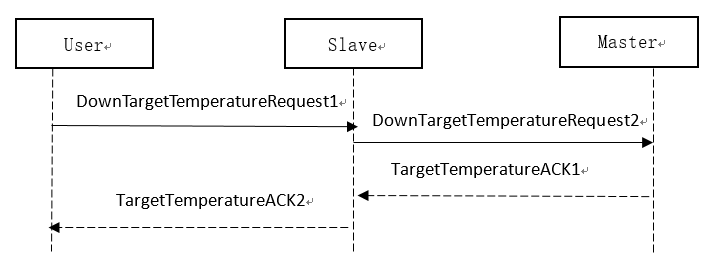 User
Slave
Master
DownTargetTemperatureRequest1
DownTargetTemperatureRequest2
TargetTemperatureACK1
TargetTemperatureACK2